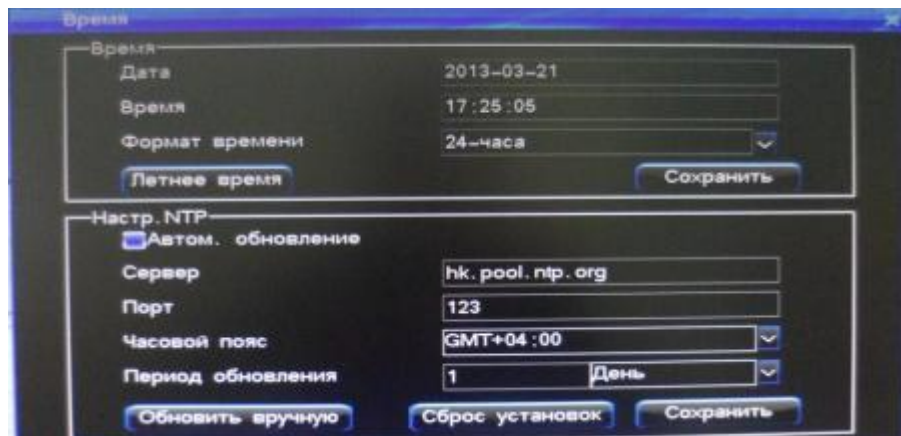 Время
Время
Дата 2013-03-21
Время 17:25:05
Формат времени 24-часа
Летнее время Сохранить
Настр.NTP
Автом. обновление
Сервер hk.pool.ntp.org
Порт 123
Часовой пояс GMT+04:00
Период обновления 1 День
Обновить вручную Сброс установок Сохранить